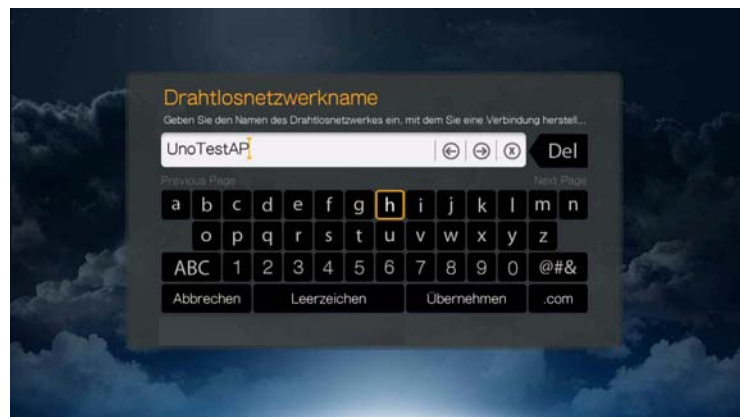 Drahtlosnetzwerkname
Geben Sie den Namen des Drahtlosnetzwerkes ein, mit dem Sie eine Verbindung herstell...
UnoTestAP Del
Previous Page Next Page
a b c d e f g h i j k l m n
o p q r s t u v w x y z
ABC 1 2 3 4 5 6 7 8 9 0 @#&
Abbrechen Leerzeichen Übernehmen .com